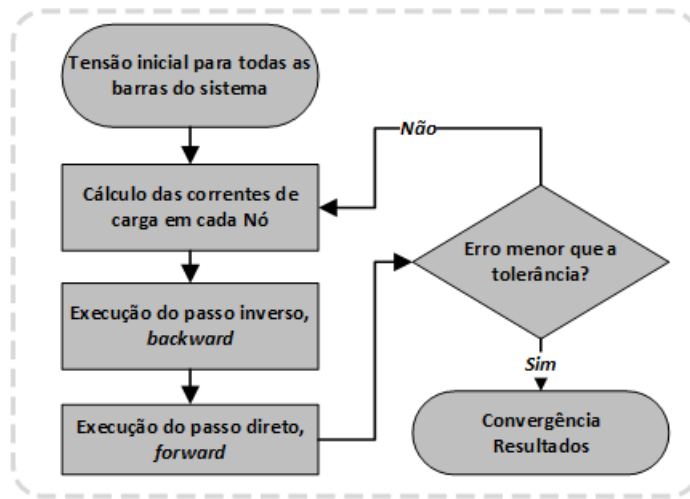 Tensão inicial para todas as
barras do sistema
Cálculo das correntes de
carga em cada Nó
Execução do passo inverso,
backward
Execução do passo direto,
forward
Não
Erro menor que a
tolerância?
Sim
Convergência
Resultados